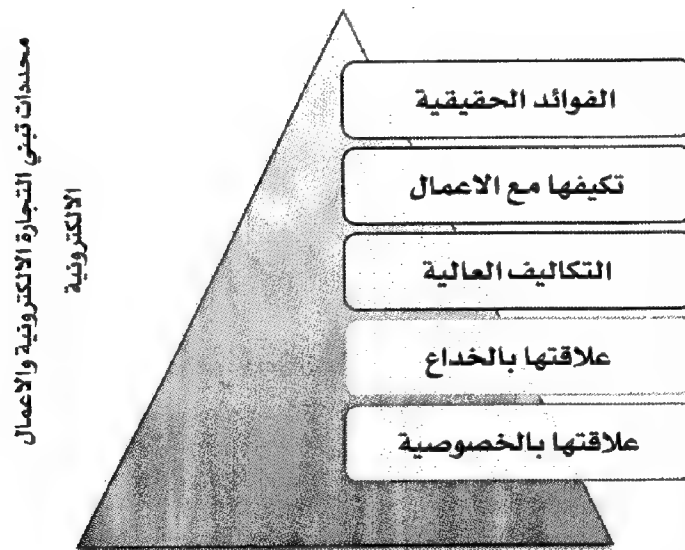 محددات تبني التجارة الالكترونية والاعمال
الالكترونية
الفوائد الحقيقية
تكيفها مع الاعمال
التكاليف العالية
علاقتها بالخداع
علاقتها بالخصوصية